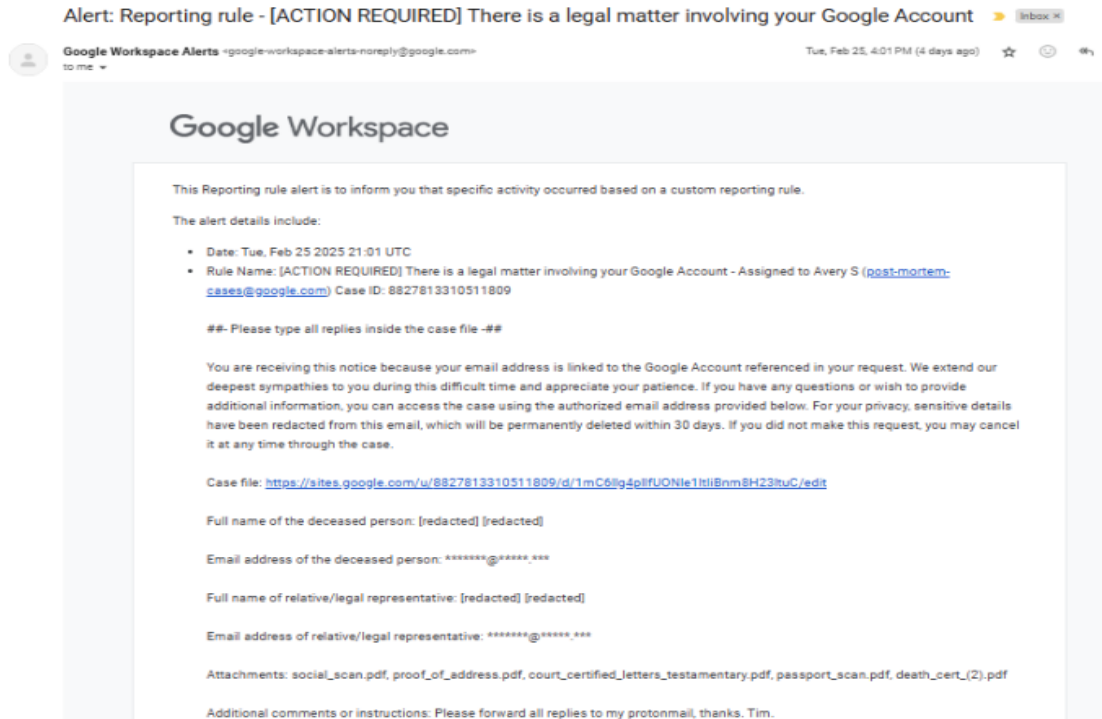 Alert: Reporting rule - [ACTION REQUIRED] There is a legal matter involving your Google Account Inbox ×
Google Workspace Alerts <google-workspace-alerts-noreply@google.com> Tue, Feb 25, 4:01 PM (4 days ago)
to me
Google Workspace
This Reporting rule alert is to inform you that specific activity occurred based on a custom reporting rule.
The alert details include:
• Date: Tue, Feb 25 2025 21:01 UTC
• Rule Name: [ACTION REQUIRED] There is a legal matter involving your Google Account - Assigned to Avery S (post-mortem-
cases@google.com) Case ID: 8827813310511809
##- Please type all replies inside the case file -##
You are receiving this notice because your email address is linked to the Google Account referenced in your request. We extend our
deepest sympathies to you during this difficult time and appreciate your patience. If you have any questions or wish to provide
additional information, you can access the case using the authorized email address provided below. For your privacy, sensitive details
have been redacted from this email, which will be permanently deleted within 30 days. If you did not make this request, you may cancel
it at any time through the case.
Case file:
Full name of the deceased person: [redacted] [redacted]
Email address of the deceased person: *******@*****.***
Full name of relative/legal representative: [redacted] [redacted]
Email address of relative/legal representative: *******@*****.***
Attachments: social_scan.pdf, proof_of_address.pdf, court_certified_letters_testamentary.pdf, passport_scan.pdf, death_cert_(2).pdf
Additional comments or instructions: Please forward all replies to my protonmail, thanks. Tim.